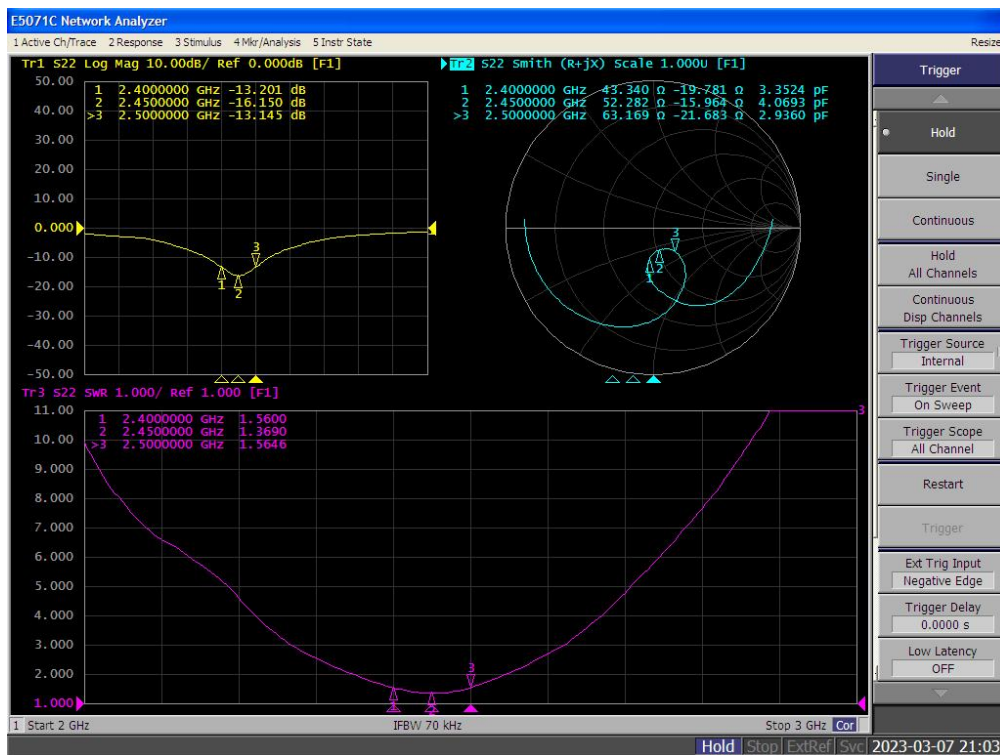 E5071C Network Analyzer
1 Active Ch/Trace 2 Response 3 Stimulus 4 Mkr/Analysis 5 Instr State
Resize
Tr1 S22 Log Mag 10.00dB/ Ref 0.000dB [F1]
50.00
40.00
30.00
20.00
10.00
0.000
-10.00
-20.00
-30.00
-40.00
-50.00
1 2.4000000 GHz -13.201 dB
2 2.4500000 GHz -16.150 dB
>3 2.5000000 GHz -13.145 dB
3
1
2
Tr2 S22 Smith (R+jX) Scale 1.000U [F1]
1 2.4000000 GHz 43.340 Ω -19.781 Ω 3.3524 pF
2 2.4500000 GHz 52.282 Ω -15.964 Ω 4.0693 pF
>3 2.5000000 GHz 63.169 Ω -21.683 Ω 2.9360 pF
3
2
1
Tr3 S22 SWR 1.000/ Ref 1.000 [F1]
11.00
10.00
9.000
8.000
7.000
6.000
5.000
4.000
3.000
2.000
1.000
1 2.4000000 GHz 1.5600
2 2.4500000 GHz 1.3690
>3 2.5000000 GHz 1.5646
3
3
1 Start 2 GHz
IFBW 70 kHz
Stop 3 GHz Cor
Trigger
Hold
Single
Continuous
Hold
All Channels
Continuous
Disp Channels
Trigger Source
Internal
Trigger Event
On Sweep
Trigger Scope
All Channel
Restart
Trigger
Ext Trig Input
Negative Edge
Trigger Delay
0.0000 s
Low Latency
OFF
Hold Stop ExtRef Svc 2023-03-07 21:03